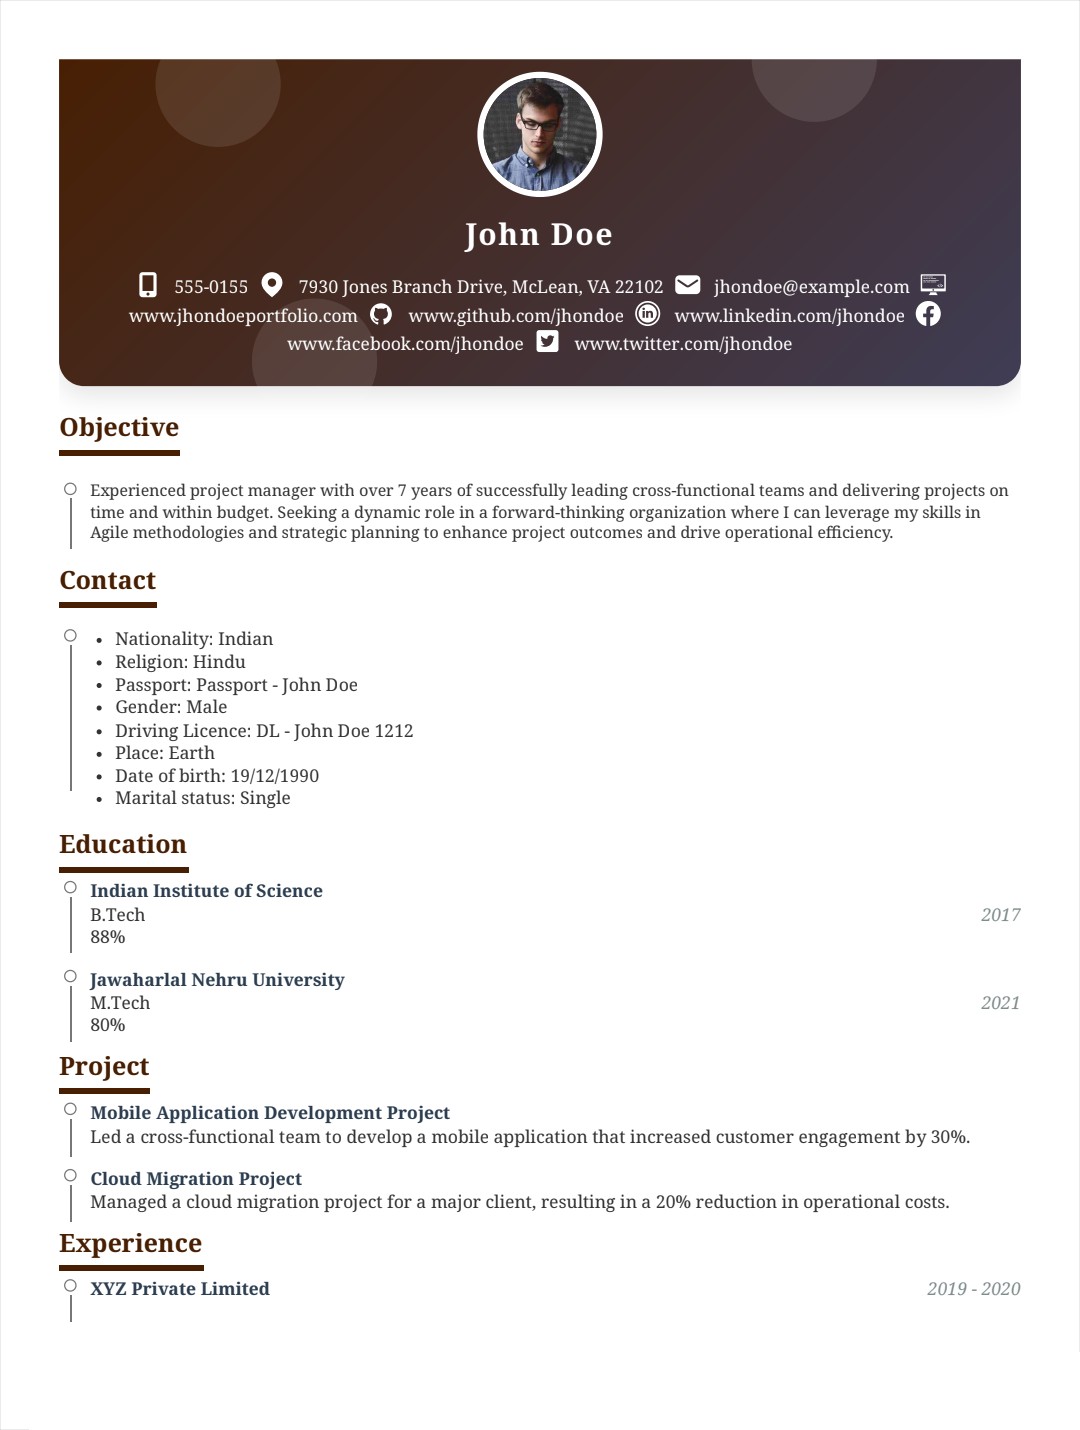 John Doe
555-0155 7930 Jones Branch Drive, McLean, VA 22102 jhondoe@example.com
www.jhondoeportfolio.com www.github.com/jhondoe www.linkedin.com/jhondoe
www.facebook.com/jhondoe www.twitter.com/jhondoe
Objective
Experienced project manager with over 7 years of successfully leading cross-functional teams and delivering projects on
time and within budget. Seeking a dynamic role in a forward-thinking organization where I can leverage my skills in
Agile methodologies and strategic planning to enhance project outcomes and drive operational efficiency.
Contact
• Nationality: Indian
• Religion: Hindu
• Passport: Passport - John Doe
• Gender: Male
• Driving Licence: DL - John Doe 1212
• Place: Earth
• Date of birth: 19/12/1990
• Marital status: Single
Education
Indian Institute of Science
B.Tech 2017
88%
Jawaharlal Nehru University
M.Tech 2021
80%
Project
Mobile Application Development Project
Led a cross-functional team to develop a mobile application that increased customer engagement by 30%.
Cloud Migration Project
Managed a cloud migration project for a major client, resulting in a 20% reduction in operational costs.
Experience
XYZ Private Limited 2019 - 2020